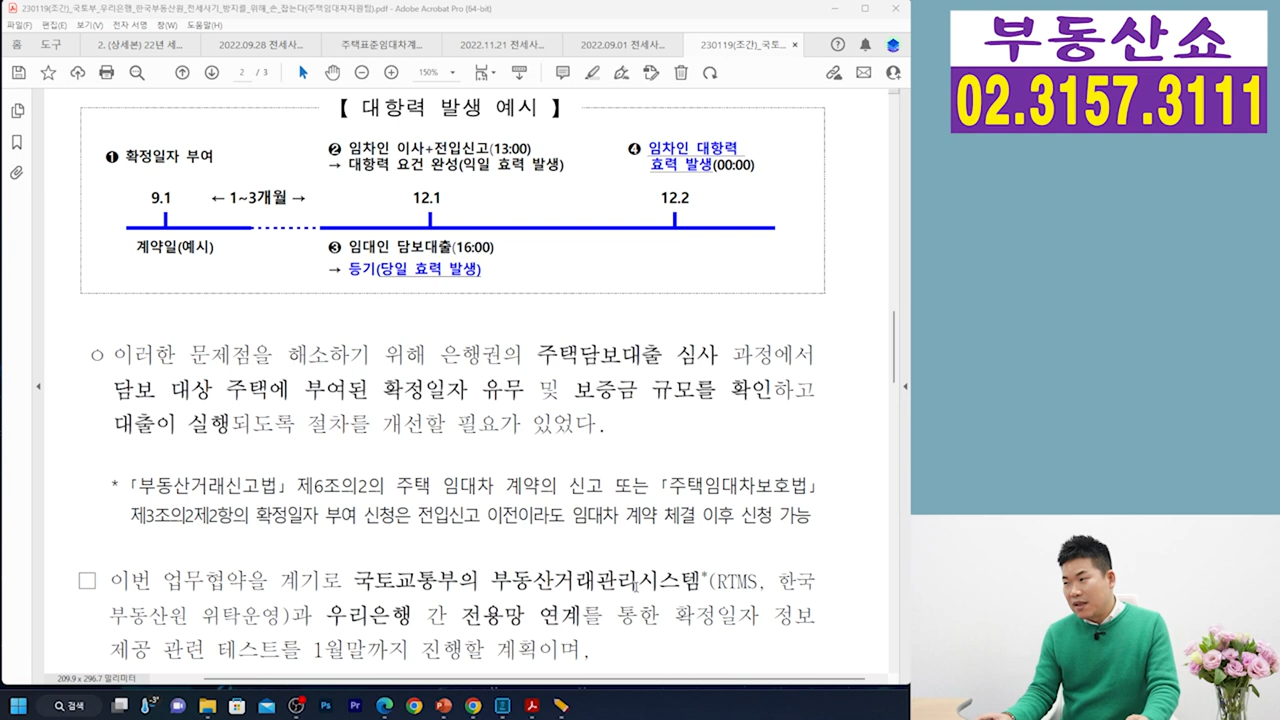 230119(조간)_국토부_우리은행_한국부동산원_전세사기_방지를_위해_손_잡는다(주택임대차지원팀).pdf - Adobe Acrobat Pro (64-bit)
파일(F) 편집(E) 보기(V) 전자 서명 창(W) 도움말(H)
홈 도구 2. (상세본) 22년 세... 2022.09.28 전세사... 주택표준임대차계... 2022.11.21 전세사... 2022.09.01 전세사... 230119(조간)_국토... ×
2 / 3 150%
【 대항력 발생 예시 】
❶ 확정일자 부여
❷ 임차인 이사+전입신고(13:00)
→ 대항력 요건 완성(익일 효력 발생)
❹ 임차인 대항력
효력 발생(00:00)
9.1 ← 1~3개월 → 12.1 12.2
계약일(예시)
❸ 임대인 담보대출(16:00)
→ 등기(당일 효력 발생)
○ 이러한 문제점을 해소하기 위해 은행권의 주택담보대출 심사 과정에서
담보 대상 주택에 부여된 확정일자 유무 및 보증금 규모를 확인하고
대출이 실행되도록 절차를 개선할 필요가 있었다.
* 「부동산거래신고법」 제6조의2의 주택 임대차 계약의 신고 또는 「주택임대차보호법」
제3조의2제2항의 확정일자 부여 신청은 전입신고 이전이라도 임대차 계약 체결 이후 신청 가능
□ 이번 업무협약을 계기로 국토교통부의 부동산거래관리시스템*(RTMS, 한국
부동산원 위탁운영)과 우리은행 간 전용망 연계를 통한 확정일자 정보
제공 관련 테스트를 1월말까지 진행할 계획이며,
209.9 x 296.7 밀리미터
검색
부동산쇼
02.3157.3111